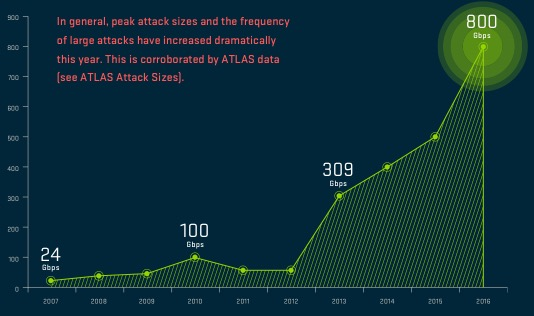 In general, peak attack sizes and the frequency
of large attacks have increased dramatically
this year. This is corroborated by ATLAS data
(see ATLAS Attack Sizes).
800
Gbps
309
Gbps
100
Gbps
24
Gbps
900
800
700
600
500
400
300
200
100
0
2007 2008 2009 2010 2011 2012 2013 2014 2015 2016